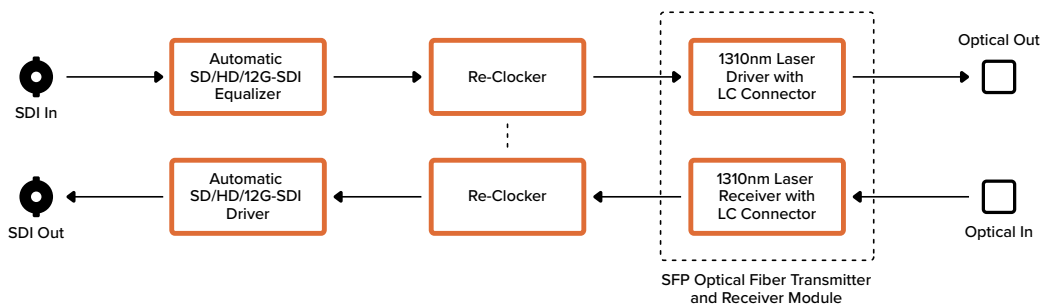 SDI In
Automatic
SD/HD/12G-SDI
Equalizer
Re-Clocker
1310nm Laser
Driver with
LC Connector
Optical Out
SDI Out
Automatic
SD/HD/12G-SDI
Driver
Re-Clocker
1310nm Laser
Receiver with
LC Connector
Optical In
SFP Optical Fiber Transmitter
and Receiver Module